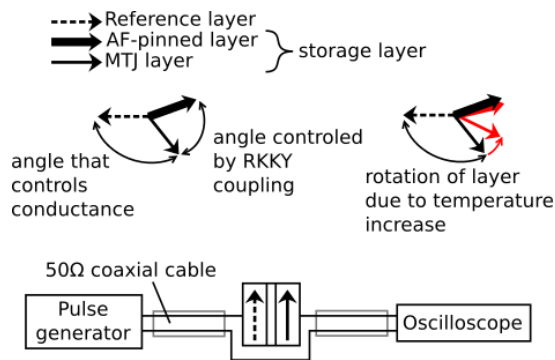 Reference layer
AF-pinned layer
MTJ layer
storage layer
angle that
controls
conductance
angle controled
by RKKY
coupling
rotation of layer
due to temperature
increase
50Ω coaxial cable
Pulse
generator
Oscilloscope